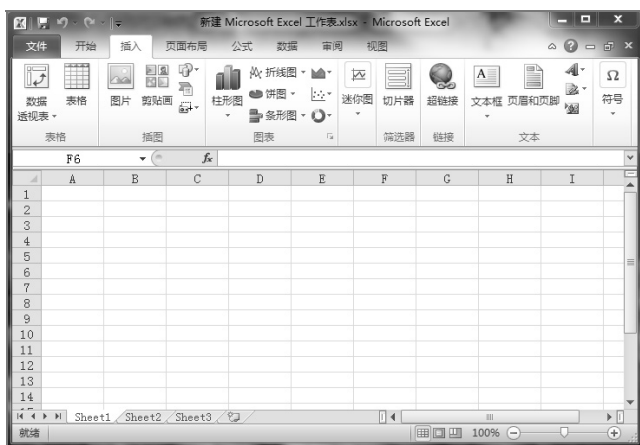 新建 Microsoft Excel 工作表.xlsx - Microsoft Excel
文件 开始 插入 页面布局 公式 数据 审阅 视图
数据透视表 表格 图片 剪贴画 柱形图 折线图 饼图 条形图 迷你图 切片器 超链接 A 文本框 页眉和页脚 A Ω 符号
表格 插图 图表 筛选器 链接 文本
F6 fx
A B C D E F G H I
1
2
3
4
5
6
7
8
9
10
11
12
13
14
Sheet1 Sheet2 Sheet3
就绪 100%